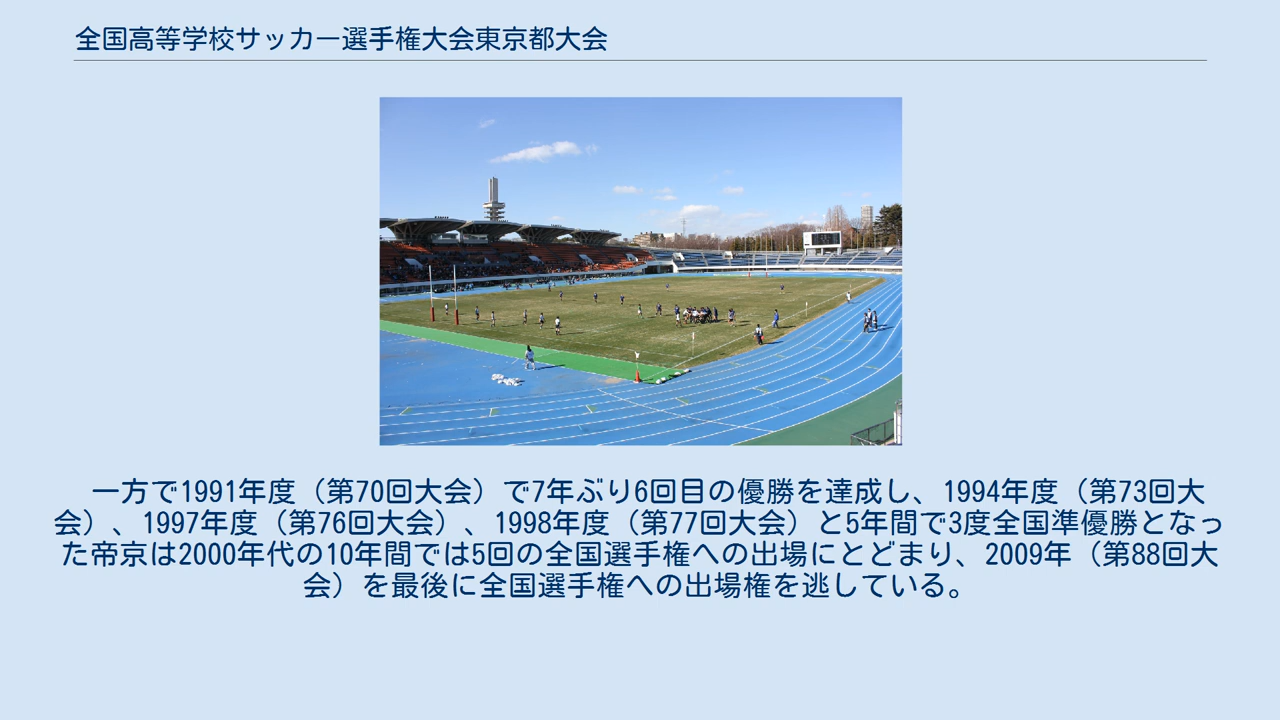 全国高等学校サッカー選手権大会東京都大会
一方で1991年度（第70回大会）で7年ぶり6回目の優勝を達成し、1994年度（第73回大
会）、1997年度（第76回大会）、1998年度（第77回大会）と5年間で3度全国準優勝となっ
た帝京は2000年代の10年間では5回の全国選手権への出場にとどまり、2009年（第88回大
会）を最後に全国選手権への出場権を逃している。